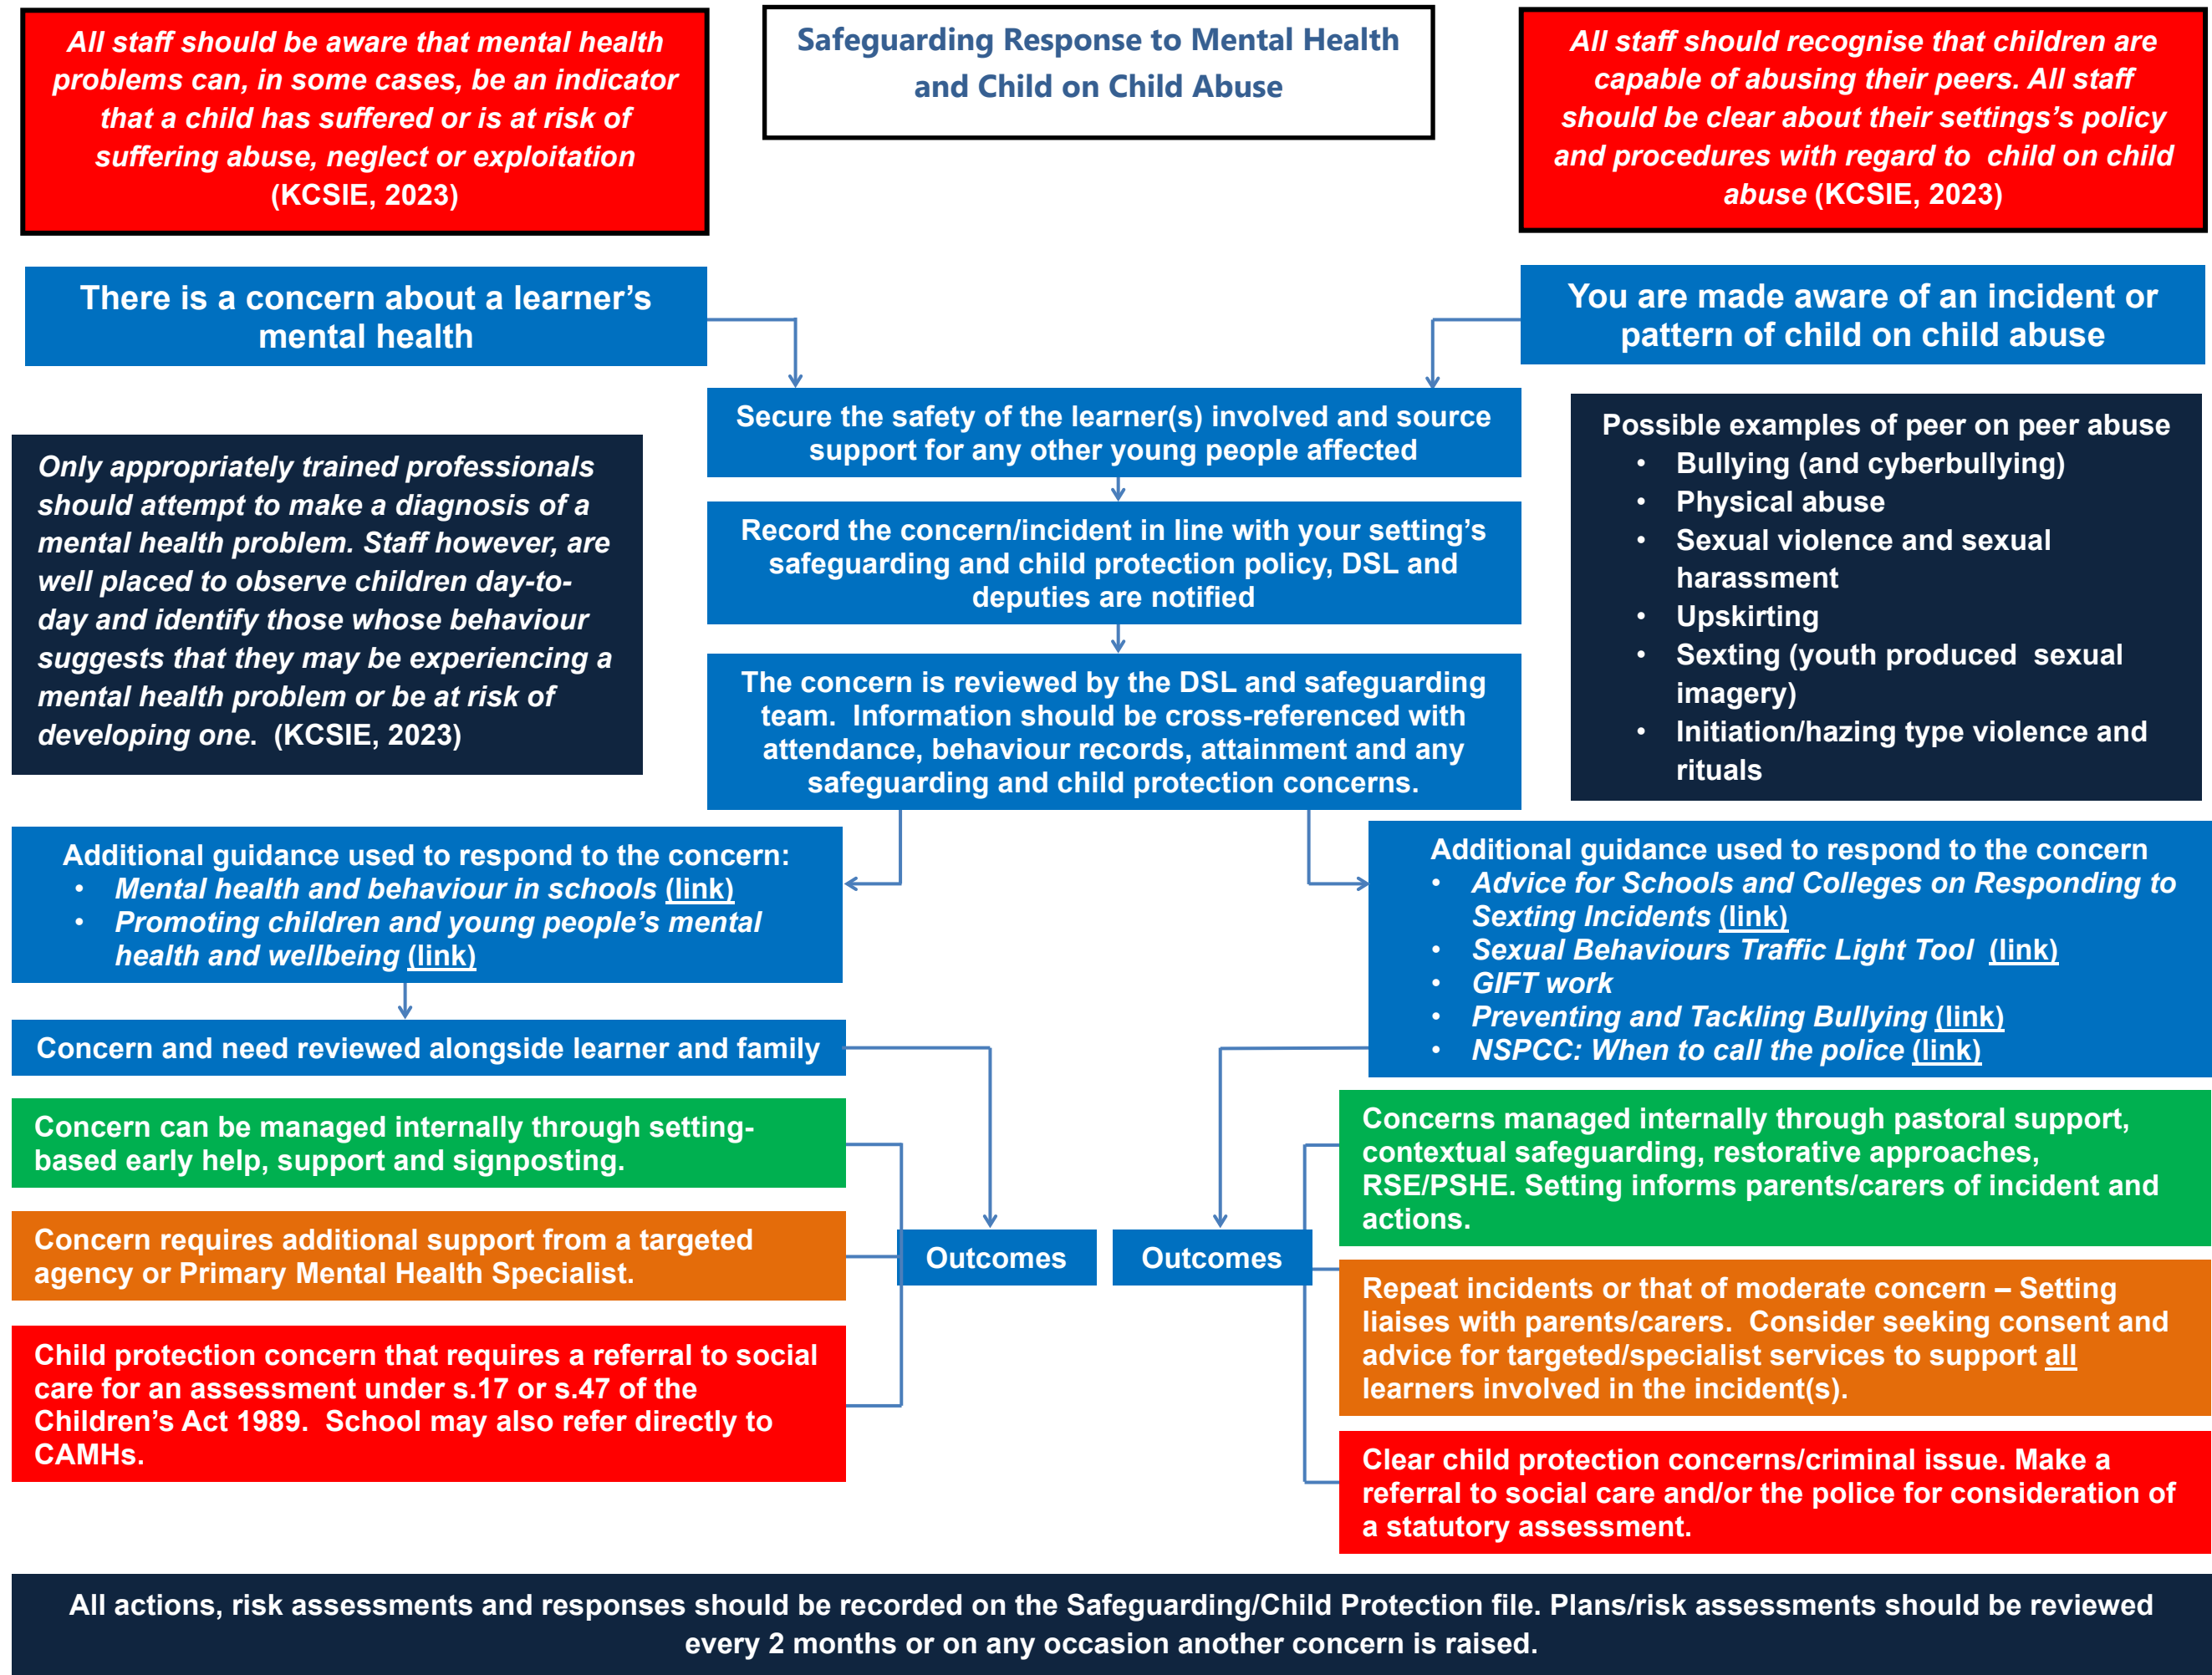 All staff should be aware that mental health
problems can, in some cases, be an indicator
that a child has suffered or is at risk of
suffering abuse, neglect or exploitation
(KCSIE, 2023)
Safeguarding Response to Mental Health
and Child on Child Abuse
All staff should recognise that children are
capable of abusing their peers. All staff
should be clear about their settings's policy
and procedures with regard to child on child
abuse (KCSIE, 2023)
There is a concern about a learner's
mental health
You are made aware of an incident or
pattern of child on child abuse
Secure the safety of the learner(s) involved and source
support for any other young people affected
Only appropriately trained professionals
should attempt to make a diagnosis of a
mental health problem. Staff however, are
well placed to observe children day-to-
day and identify those whose behaviour
suggests that they may be experiencing a
mental health problem or be at risk of
developing one. (KCSIE, 2023)
Record the concern/incident in line with your setting's
safeguarding and child protection policy, DSL and
deputies are notified
The concern is reviewed by the DSL and safeguarding
team. Information should be cross-referenced with
attendance, behaviour records, attainment and any
safeguarding and child protection concerns.
Possible examples of peer on peer abuse
• Bullying (and cyberbullying)
• Physical abuse
• Sexual violence and sexual
harassment
• Upskirting
• Sexting (youth produced sexual
imagery)
• Initiation/hazing type violence and
rituals
Additional guidance used to respond to the concern:
• Mental health and behaviour in schools (link)
• Promoting children and young people's mental
health and wellbeing (link)
Additional guidance used to respond to the concern
• Advice for Schools and Colleges on Responding to
Sexting Incidents (link)
• Sexual Behaviours Traffic Light Tool (link)
• GIFT work
• Preventing and Tackling Bullying (link)
• NSPCC: When to call the police (link)
Concern and need reviewed alongside learner and family
Concern can be managed internally through setting-
based early help, support and signposting.
Concern requires additional support from a targeted
agency or Primary Mental Health Specialist.
Child protection concern that requires a referral to social
care for an assessment under s.17 or s.47 of the
Children's Act 1989. School may also refer directly to
CAMHs.
Outcomes
Outcomes
Concerns managed internally through pastoral support,
contextual safeguarding, restorative approaches,
RSE/PSHE. Setting informs parents/carers of incident and
actions.
Repeat incidents or that of moderate concern – Setting
liaises with parents/carers. Consider seeking consent and
advice for targeted/specialist services to support all
learners involved in the incident(s).
Clear child protection concerns/criminal issue. Make a
referral to social care and/or the police for consideration of
a statutory assessment.
All actions, risk assessments and responses should be recorded on the Safeguarding/Child Protection file. Plans/risk assessments should be reviewed
every 2 months or on any occasion another concern is raised.